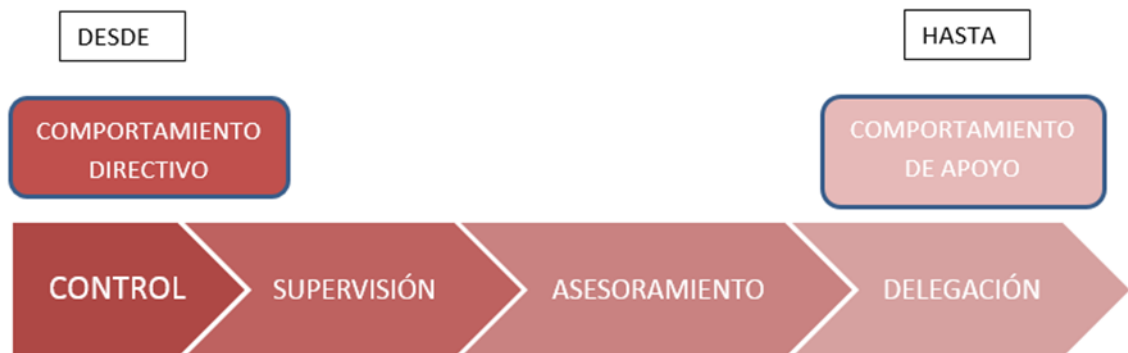 DESDE
HASTA
COMPORTAMIENTO
DIRECTIVO
COMPORTAMIENTO
DE APOYO
CONTROL
SUPERVISIÓN
ASESORAMIENTO
DELEGACIÓN